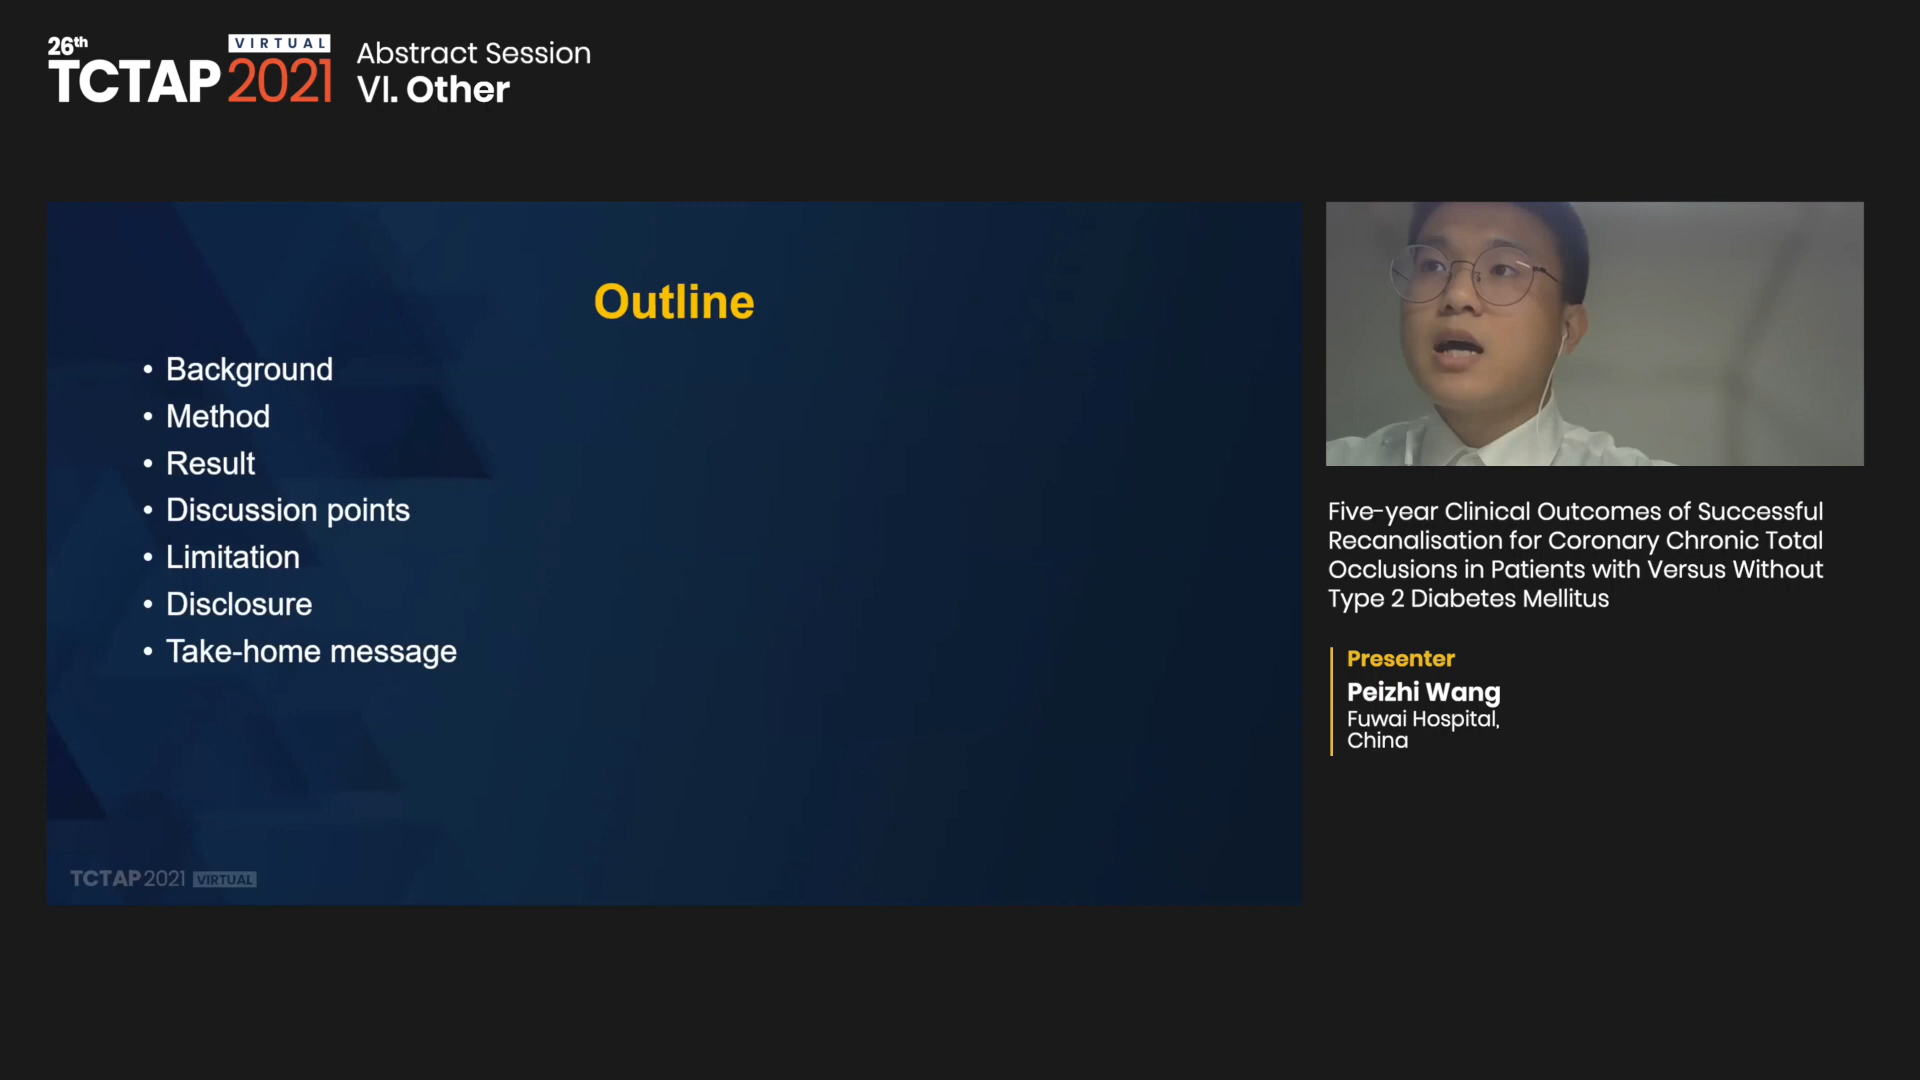 26th
VIRTUAL
TCTAP 2021
Abstract Session
VI. Other
Outline
• Background
• Method
• Result
• Discussion points
• Limitation
• Disclosure
• Take-home message
TCTAP2021 VIRTUAL
Five-year Clinical Outcomes of Successful
Recanalisation for Coronary Chronic Total
Occlusions in Patients with Versus Without
Type 2 Diabetes Mellitus
Presenter
Peizhi Wang
Fuwai Hospital,
China